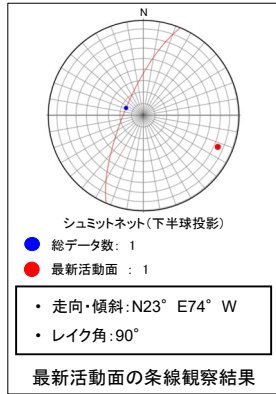 N
シュミットネット(下半球投影)
総データ数: 1
最新活動面 : 1
・ 走向・傾斜:N23° E74° W
・ レイク角:90°
最新活動面の条線観察結果